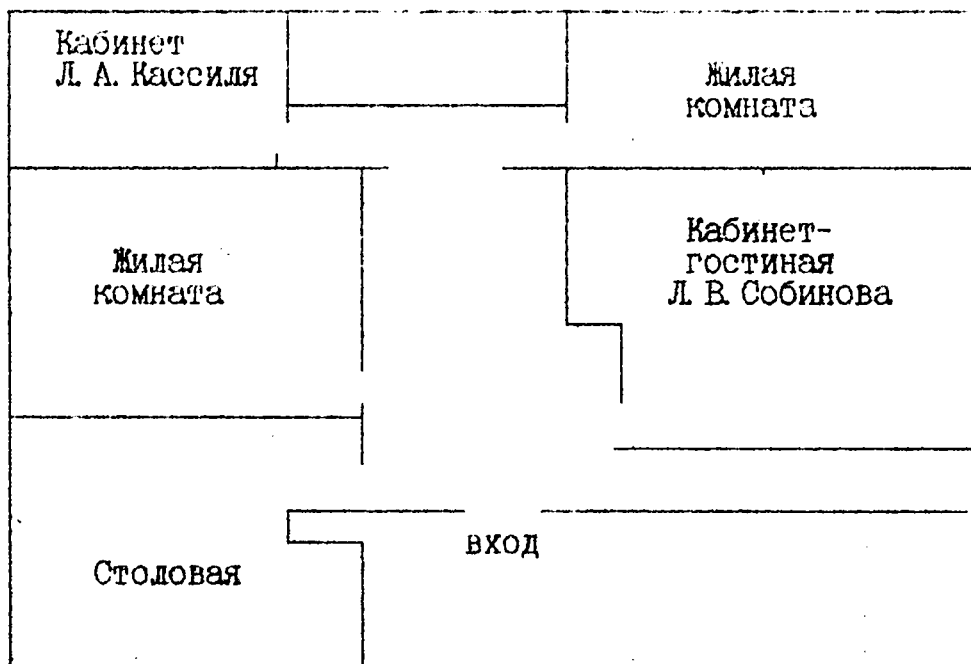 Кабинет
Л. А. Кассиля
Жилая
комната
Жилая
комната
Кабинет-
гостиная
Л. В. Собинова
Столовая
вход